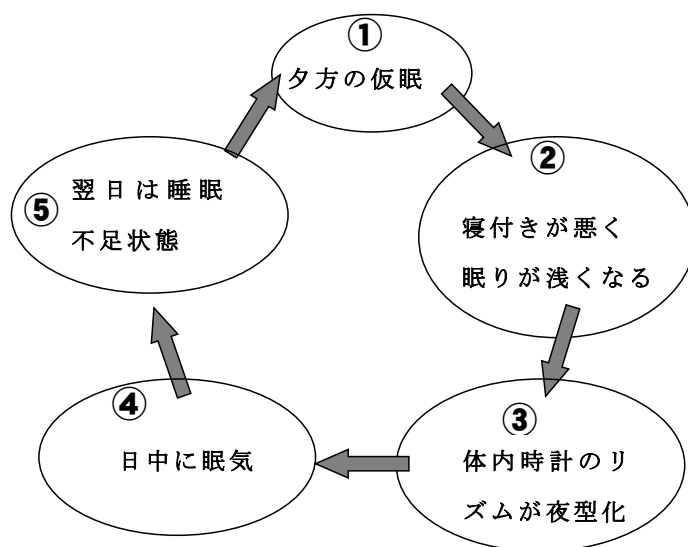 ①
夕方の仮眠
②
寝付きが悪く
眠りが浅くなる
③
体内時計のリ
ズムが夜型化
④
日中に眠気
⑤
翌日は睡眠
不足状態